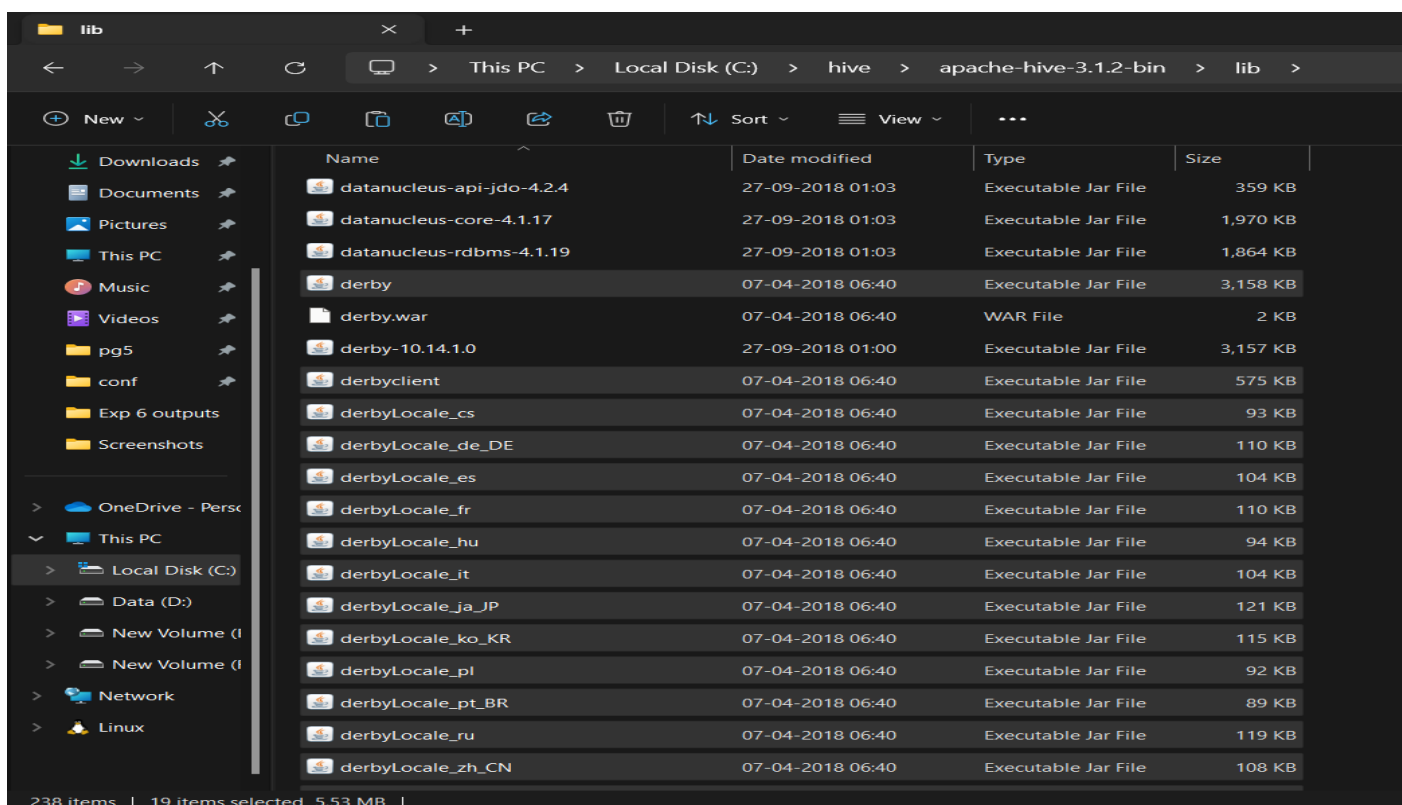 lib
This PC > Local Disk (C:) > hive > apache-hive-3.1.2-bin > lib >
New Sort View
Downloads
Documents
Pictures
This PC
Music
Videos
pg5
conf
Exp 6 outputs
Screenshots
OneDrive - Perso
This PC
Local Disk (C:)
Data (D:)
New Volume (
New Volume (
Network
Linux
Name Date modified Type Size
datanucleus-api-jdo-4.2.4 27-09-2018 01:03 Executable Jar File 359 KB
datanucleus-core-4.1.17 27-09-2018 01:03 Executable Jar File 1,970 KB
datanucleus-rdbms-4.1.19 27-09-2018 01:03 Executable Jar File 1,864 KB
derby 07-04-2018 06:40 Executable Jar File 3,158 KB
derby.war 07-04-2018 06:40 WAR File 2 KB
derby-10.14.1.0 27-09-2018 01:00 Executable Jar File 3,157 KB
derbyclient 07-04-2018 06:40 Executable Jar File 575 KB
derbyLocale_cs 07-04-2018 06:40 Executable Jar File 93 KB
derbyLocale_de_DE 07-04-2018 06:40 Executable Jar File 110 KB
derbyLocale_es 07-04-2018 06:40 Executable Jar File 104 KB
derbyLocale_fr 07-04-2018 06:40 Executable Jar File 110 KB
derbyLocale_hu 07-04-2018 06:40 Executable Jar File 94 KB
derbyLocale_it 07-04-2018 06:40 Executable Jar File 104 KB
derbyLocale_ja_JP 07-04-2018 06:40 Executable Jar File 121 KB
derbyLocale_ko_KR 07-04-2018 06:40 Executable Jar File 115 KB
derbyLocale_pl 07-04-2018 06:40 Executable Jar File 92 KB
derbyLocale_pt_BR 07-04-2018 06:40 Executable Jar File 89 KB
derbyLocale_ru 07-04-2018 06:40 Executable Jar File 119 KB
derbyLocale_zh_CN 07-04-2018 06:40 Executable Jar File 108 KB
238 items | 19 items selected 5.53 MB |